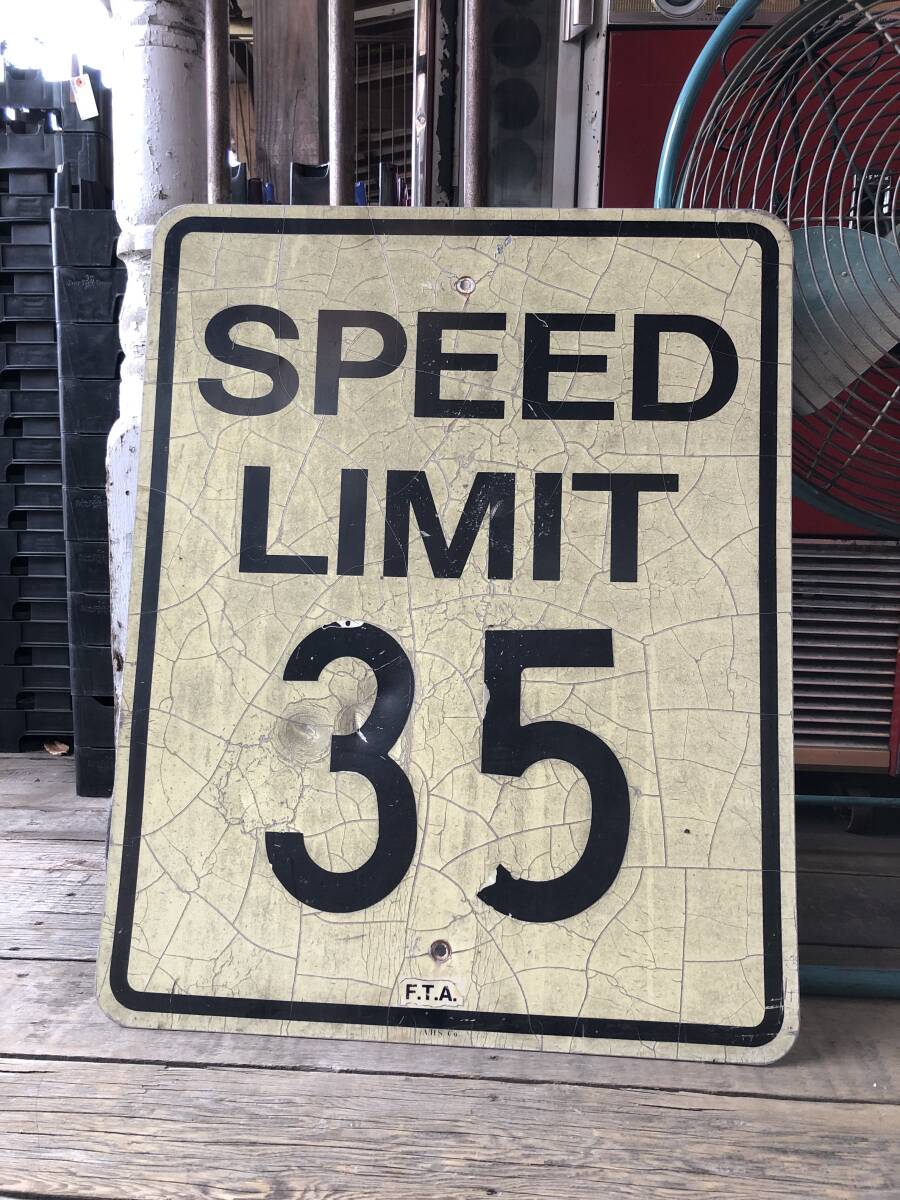 SPEED
LIMIT
35
F.T.A.